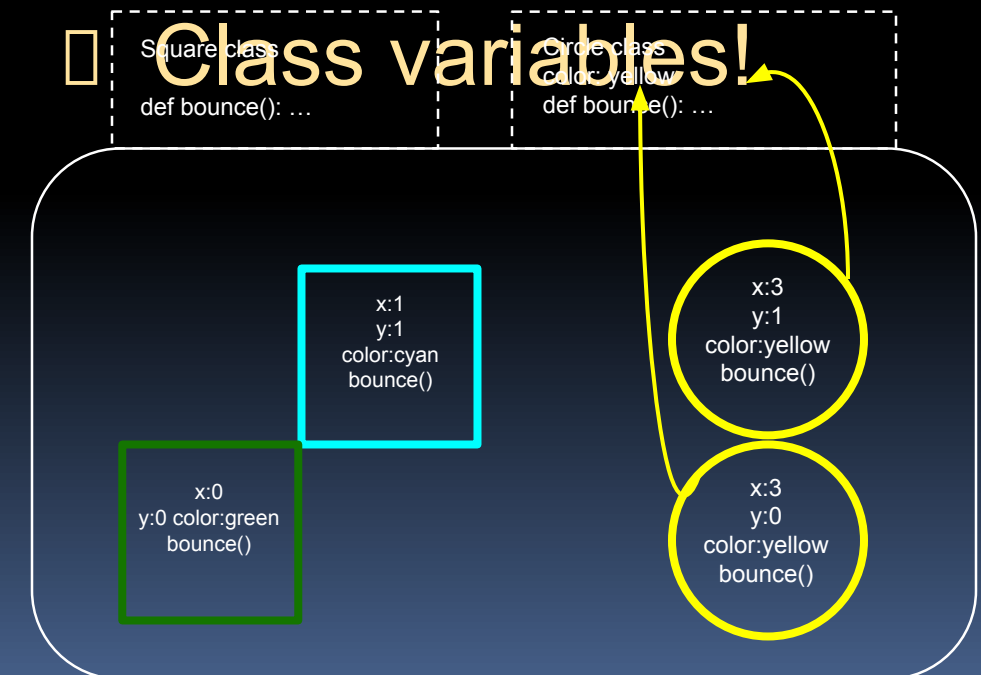 Class variables!
Square class
def bounce(): …
Circle class
color: yellow
def bounce(): …
x:1
y:1
color:cyan
bounce()
x:3
y:1
color:yellow
bounce()
x:0
y:0 color:green
bounce()
x:3
y:0
color:yellow
bounce()